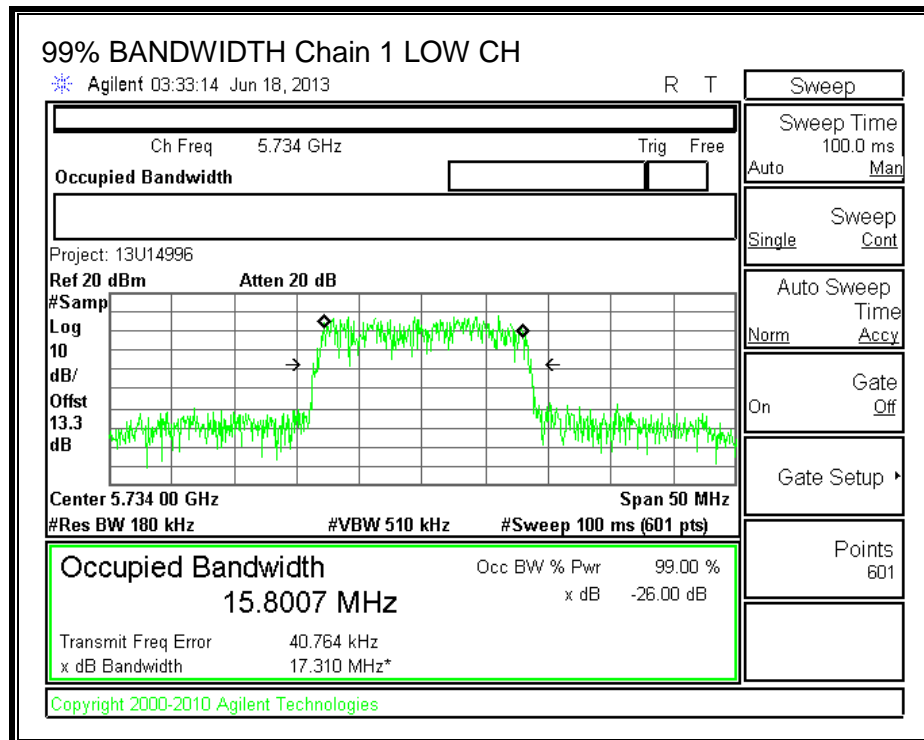 99% BANDWIDTH Chain 1 LOW CH
Agilent 03:33:14 Jun 18, 2013 R T
Sweep
Ch Freq 5.734 GHz Trig Free
Occupied Bandwidth
Project: 13U14996
Ref 20 dBm Atten 20 dB
#Samp
Log
10
dB/
Offst
13.3
dB
Center 5.734 00 GHz Span 50 MHz
#Res BW 180 kHz #VBW 510 kHz #Sweep 100 ms (601 pts)
Occupied Bandwidth
15.8007 MHz
Occ BW % Pwr 99.00 %
x dB -26.00 dB
Transmit Freq Error 40.764 kHz
x dB Bandwidth 17.310 MHz*
Copyright 2000-2010 Agilent Technologies
Sweep Time
100.0 ms
Auto Man
Sweep
Single Cont
Auto Sweep
Time
Norm Accy
Gate
On Off
Gate Setup
Points
601